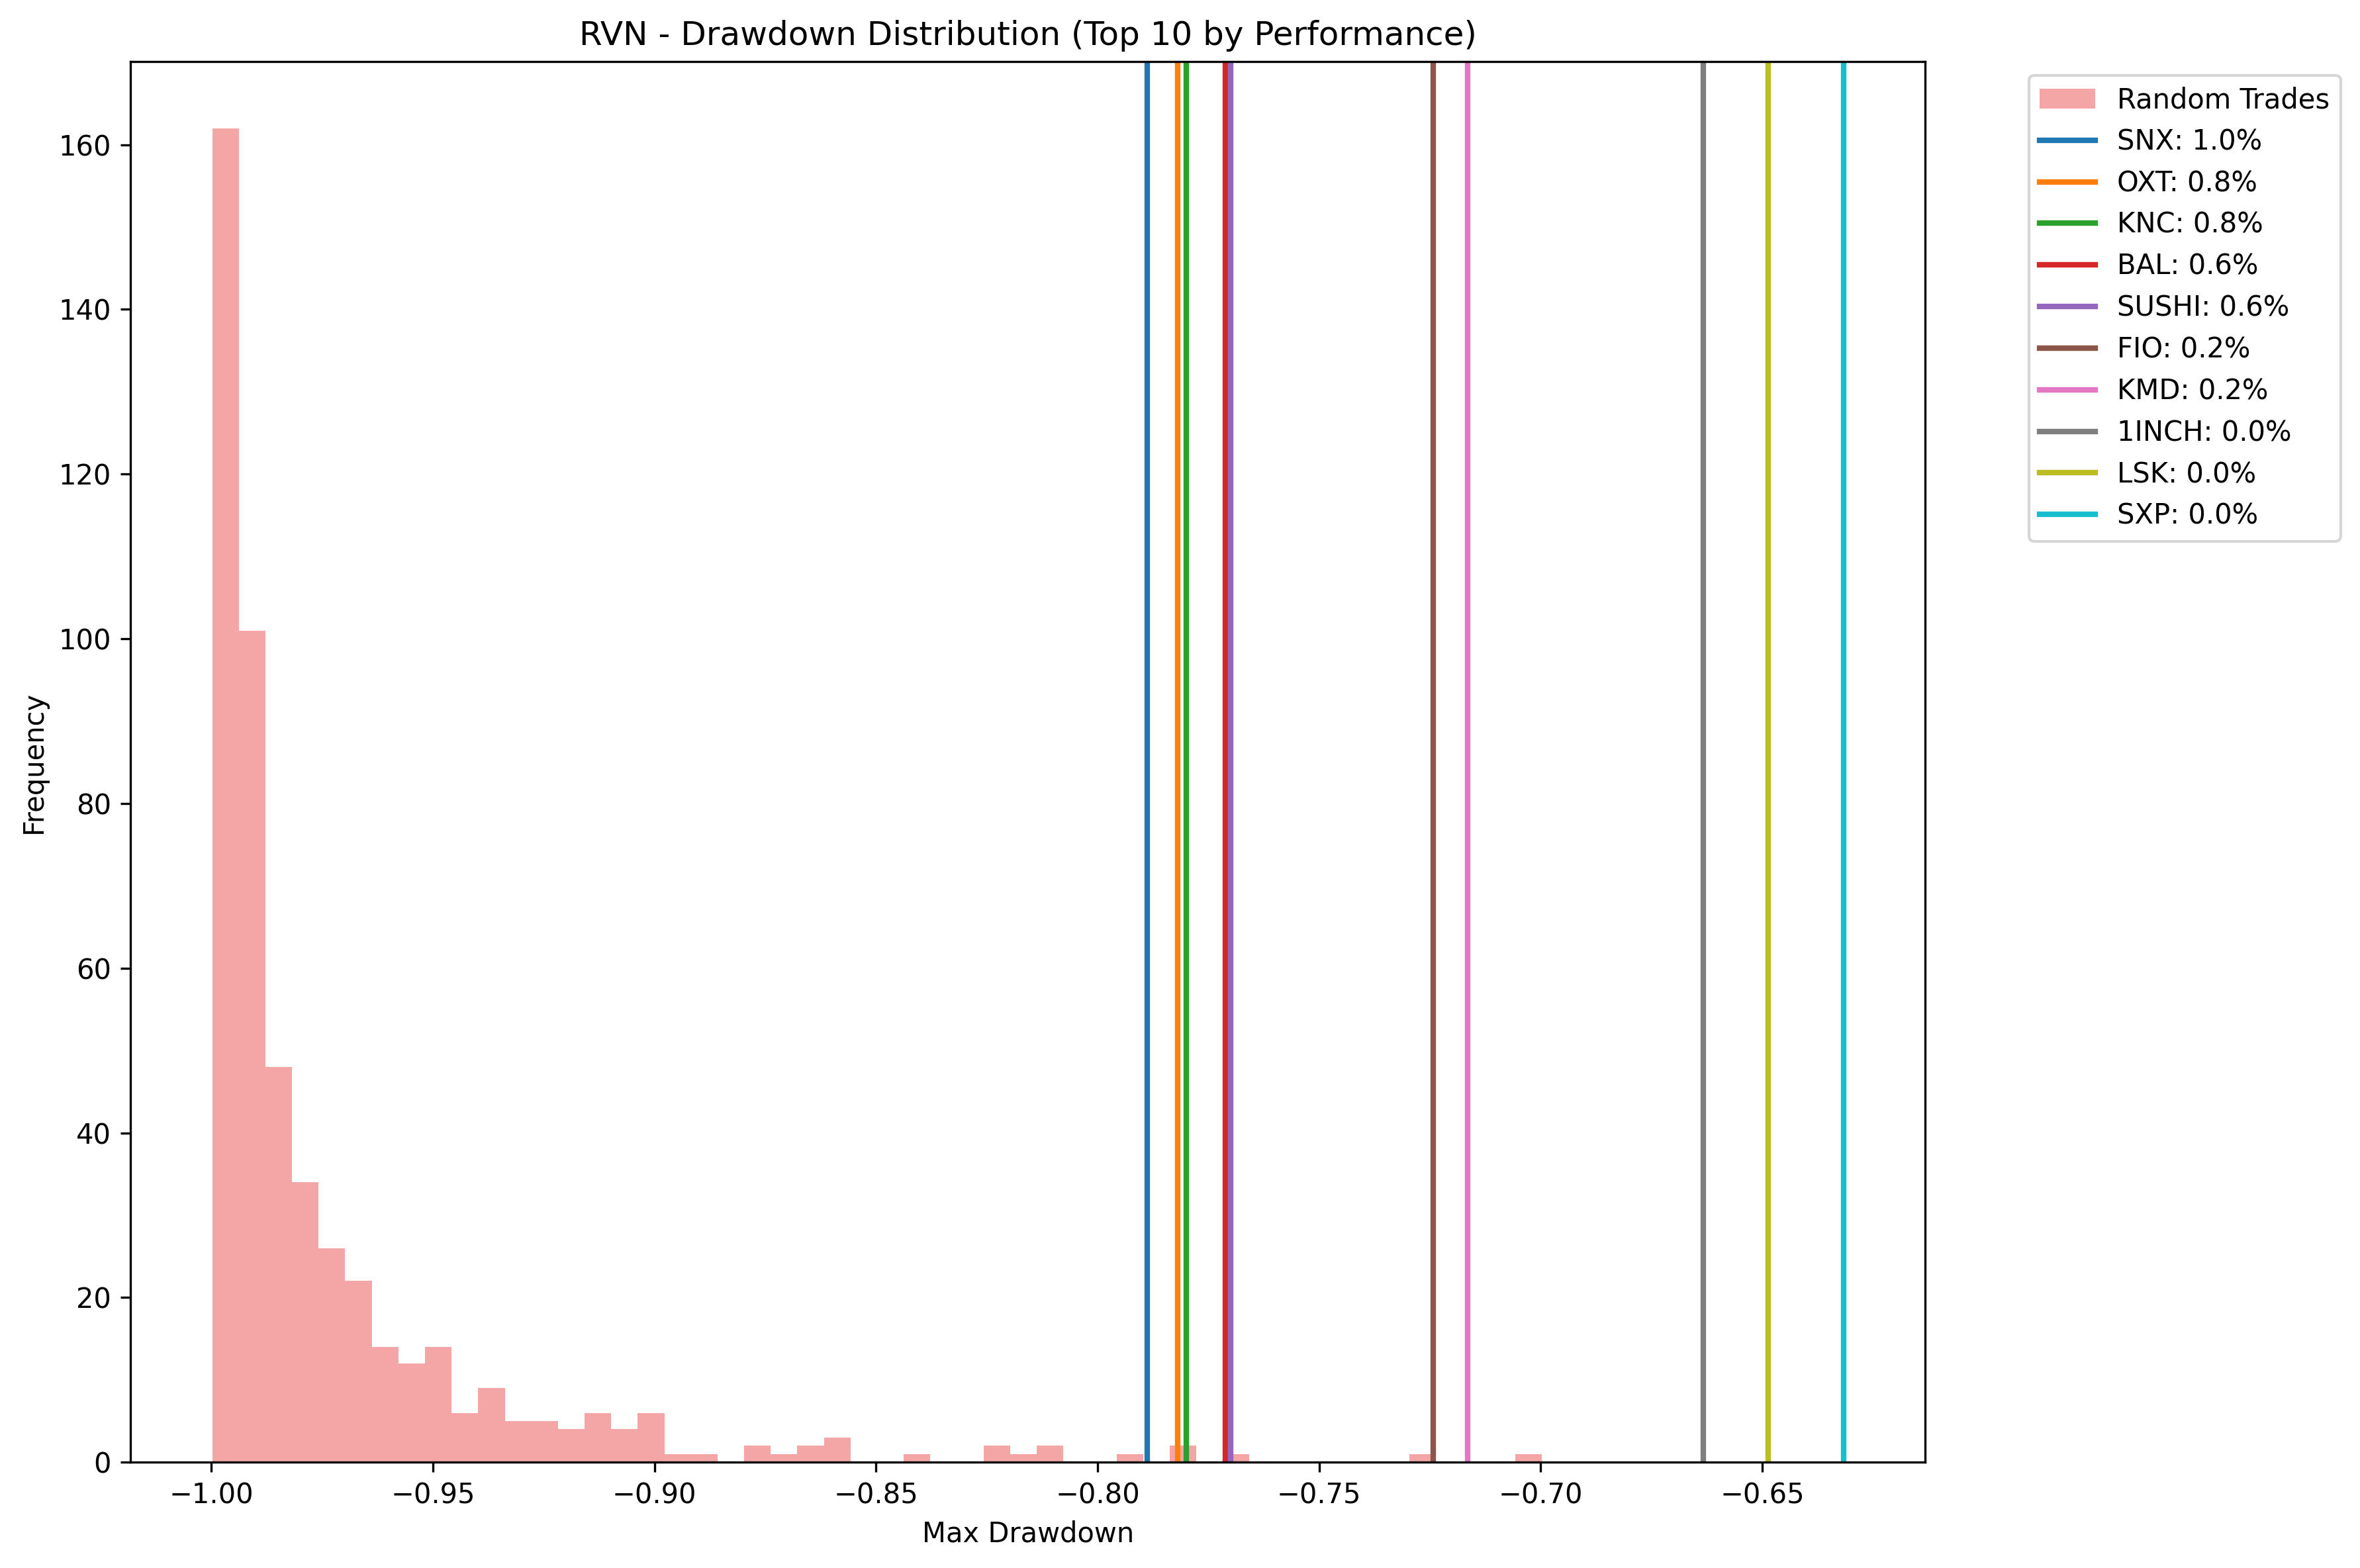 RVN - Drawdown Distribution (Top 10 by Performance)
Frequency
160
140
120
100
80
60
40
20
0
−1.00
−0.95
−0.90
−0.85
−0.80
−0.75
−0.70
−0.65
Max Drawdown
Random Trades
SNX: 1.0%
OXT: 0.8%
KNC: 0.8%
BAL: 0.6%
SUSHI: 0.6%
FIO: 0.2%
KMD: 0.2%
1INCH: 0.0%
LSK: 0.0%
SXP: 0.0%